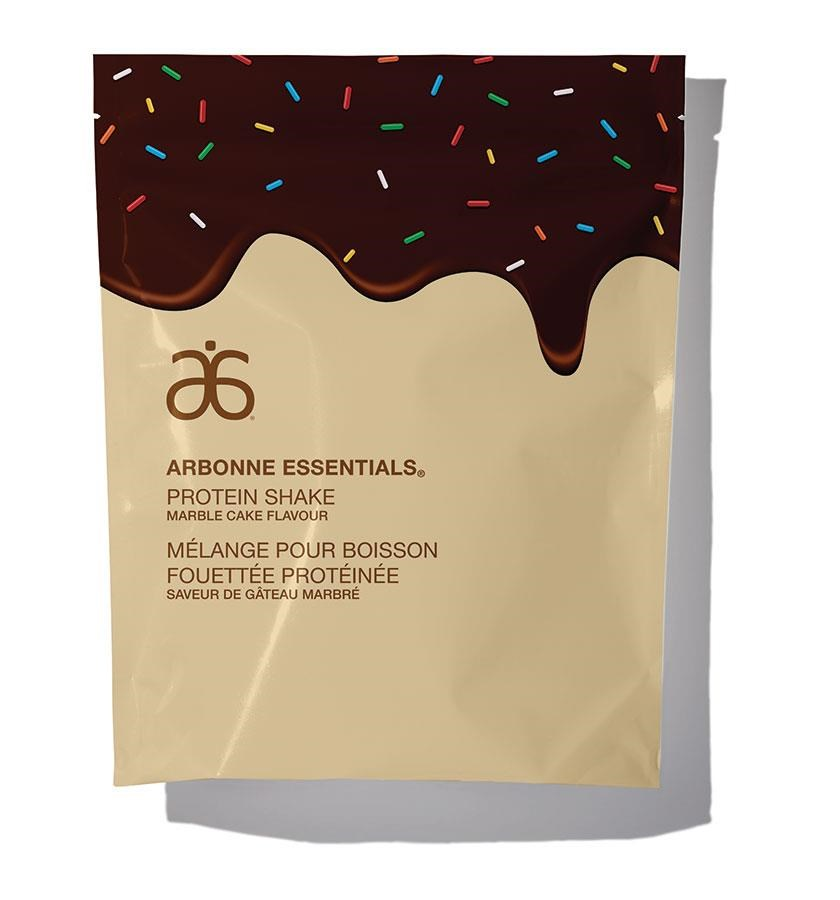 ARBONNE ESSENTIALS®
PROTEIN SHAKE
MARBLE CAKE FLAVOUR
MÉLANGE POUR BOISSON
FOUETTÉE PROTÉINÉE
SAVEUR DE GÂTEAU MARBRÉ